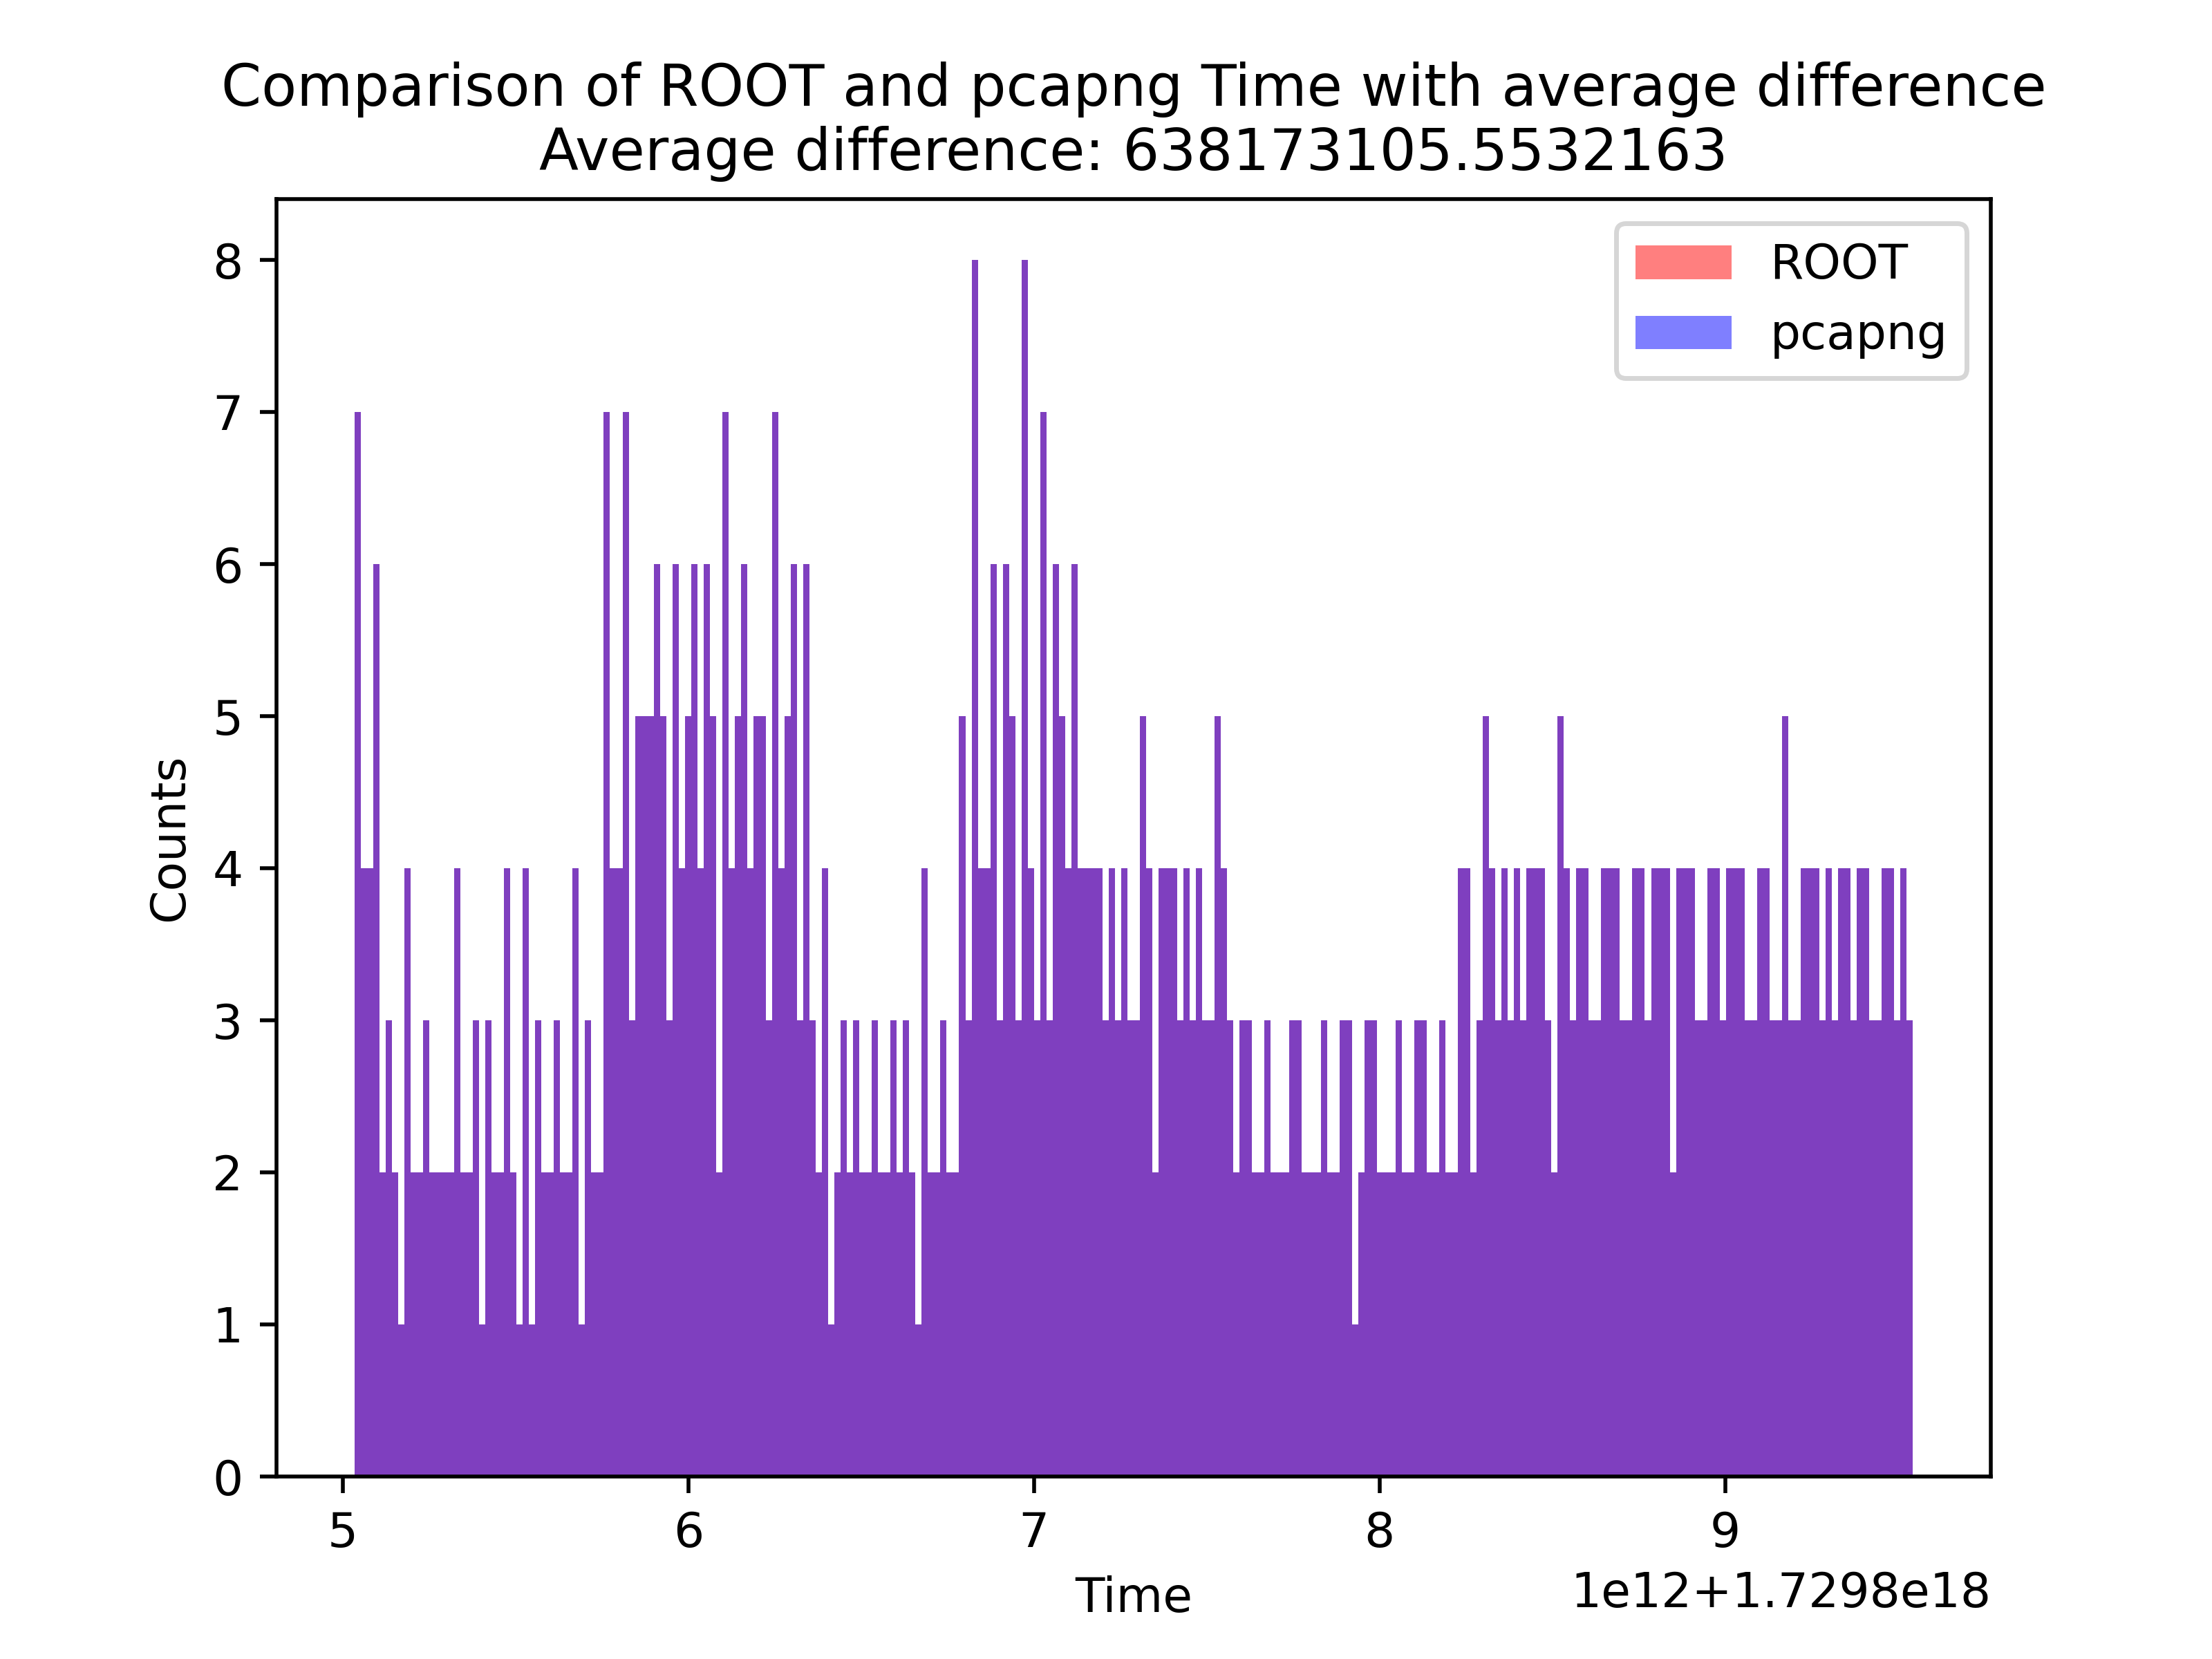 Comparison of ROOT and pcapng Time with average difference
Average difference: 638173105.5532163
ROOT
pcapng
8
7
6
5
4
3
2
1
0
Counts
5 6 7 8 9
Time
1e12+1.7298e18